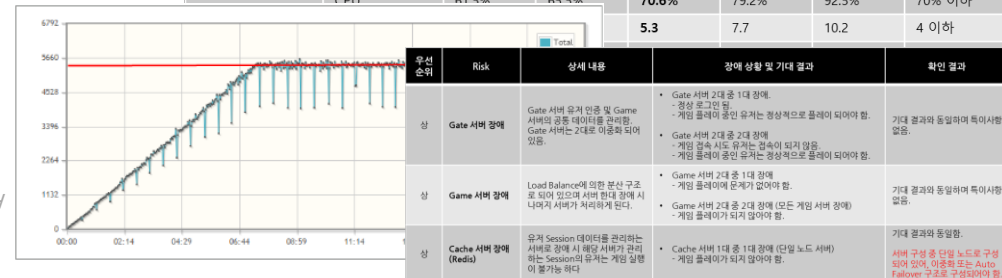 70.6% 79.2% 92.3% 70% 이하
5.3 7.7 10.2 4 이하
6792
5660
4528
3396
2264
1132
0
00:00 02:14 04:29 06:44 08:59 11:14
Total
우선 순위 Risk 상세 내용 장애 상황 및 기대 결과 확인 결과
상 Gate 서버 장애
Gate 서버 유저 인증 및 Game
서버의 공통 데이터를 관리함.
Gate 서버는 2대로 이중화 되어
있음.
• Gate 서버 2대 중 1대 장애.
- 정상 로그인 됨.
- 게임 플레이 중인 유저는 정상적으로 플레이 되어야 함.
• Gate 서버 2대 중 2대 장애
- 게임 접속 시도 유저는 접속이 되지 않음.
- 게임 플레이 중인 유저는 정상적으로 플레이 되어야 함.
기대 결과와 동일하며 특이사항
없음.
상 Game 서버 장애
Load Balance에 의한 분산 구조
로 되어 있으며 서버 한대 장애 시
나머지 서버가 처리하게 된다.
• Game 서버 2대 중 1대 장애
- 게임 플레이에 문제가 없어야 함.
• Game 서버 2대 중 2대 장애 (모든 게임 서버 장애)
- 게임 플레이가 되지 않아야 함.
기대 결과와 동일하며 특이사항
없음.
상 Cache 서버 장애
(Redis)
유저 Session 데이터를 관리하는
서버로 장애 시 해당 서버가 관리
하는 Session의 유저는 게임 실행
이 불가능 하다
• Cache 서버 1대 중 1대 장애 (단일 노드 서버)
- 게임 플레이가 되지 않아야 함.
기대 결과와 동일함.
서버 구성 중 단일 노드로 구성
되어 있어, 이중화 또는 Auto
Failover 구조로 구성되어야 함